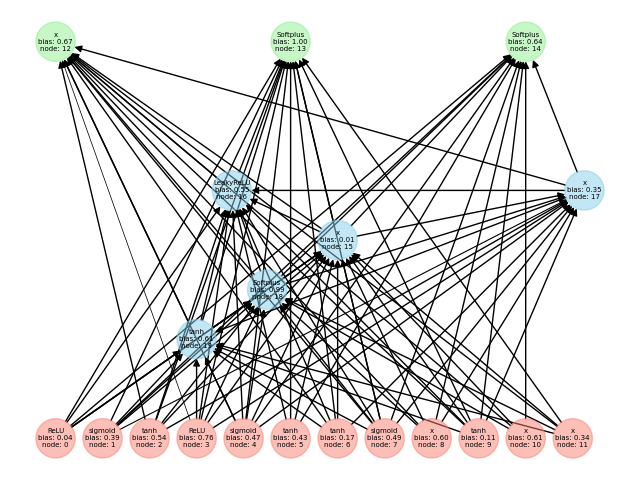 x
bias: 0.67
node: 12
Softplus
bias: 1.00
node: 13
Softplus
bias: 0.64
node: 14
LeakyReLU
bias: 0.55
node: 16
x
bias: 0.35
node: 17
x
bias: 0.01
node: 15
Softplus
bias: 0.99
node: 18
tanh
bias: 0.61
node: 19
ReLU
bias: 0.04
node: 0
sigmoid
bias: 0.39
node: 1
tanh
bias: 0.54
node: 2
ReLU
bias: 0.76
node: 3
sigmoid
bias: 0.47
node: 4
tanh
bias: 0.43
node: 5
tanh
bias: 0.17
node: 6
sigmoid
bias: 0.49
node: 7
x
bias: 0.60
node: 8
tanh
bias: 0.11
node: 9
x
bias: 0.61
node: 10
x
bias: 0.34
node: 11